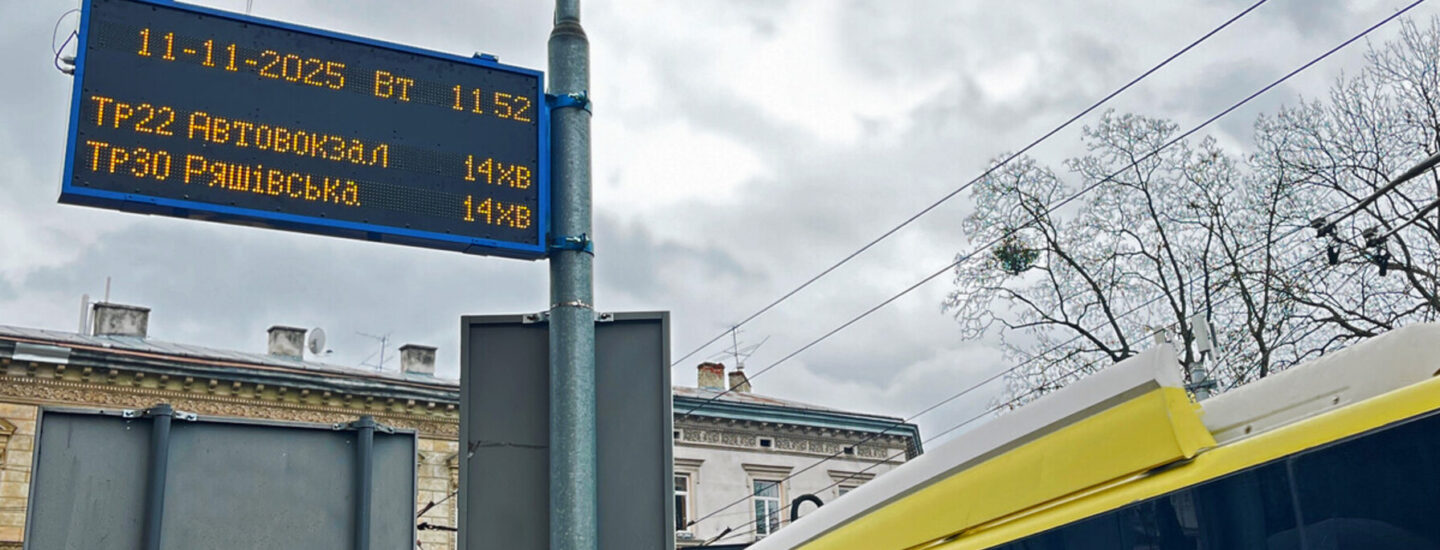 11-11-2025 Вт 11 52
Тр22 Автовокзал 14хв
Тр30 Ряшівська 14хв